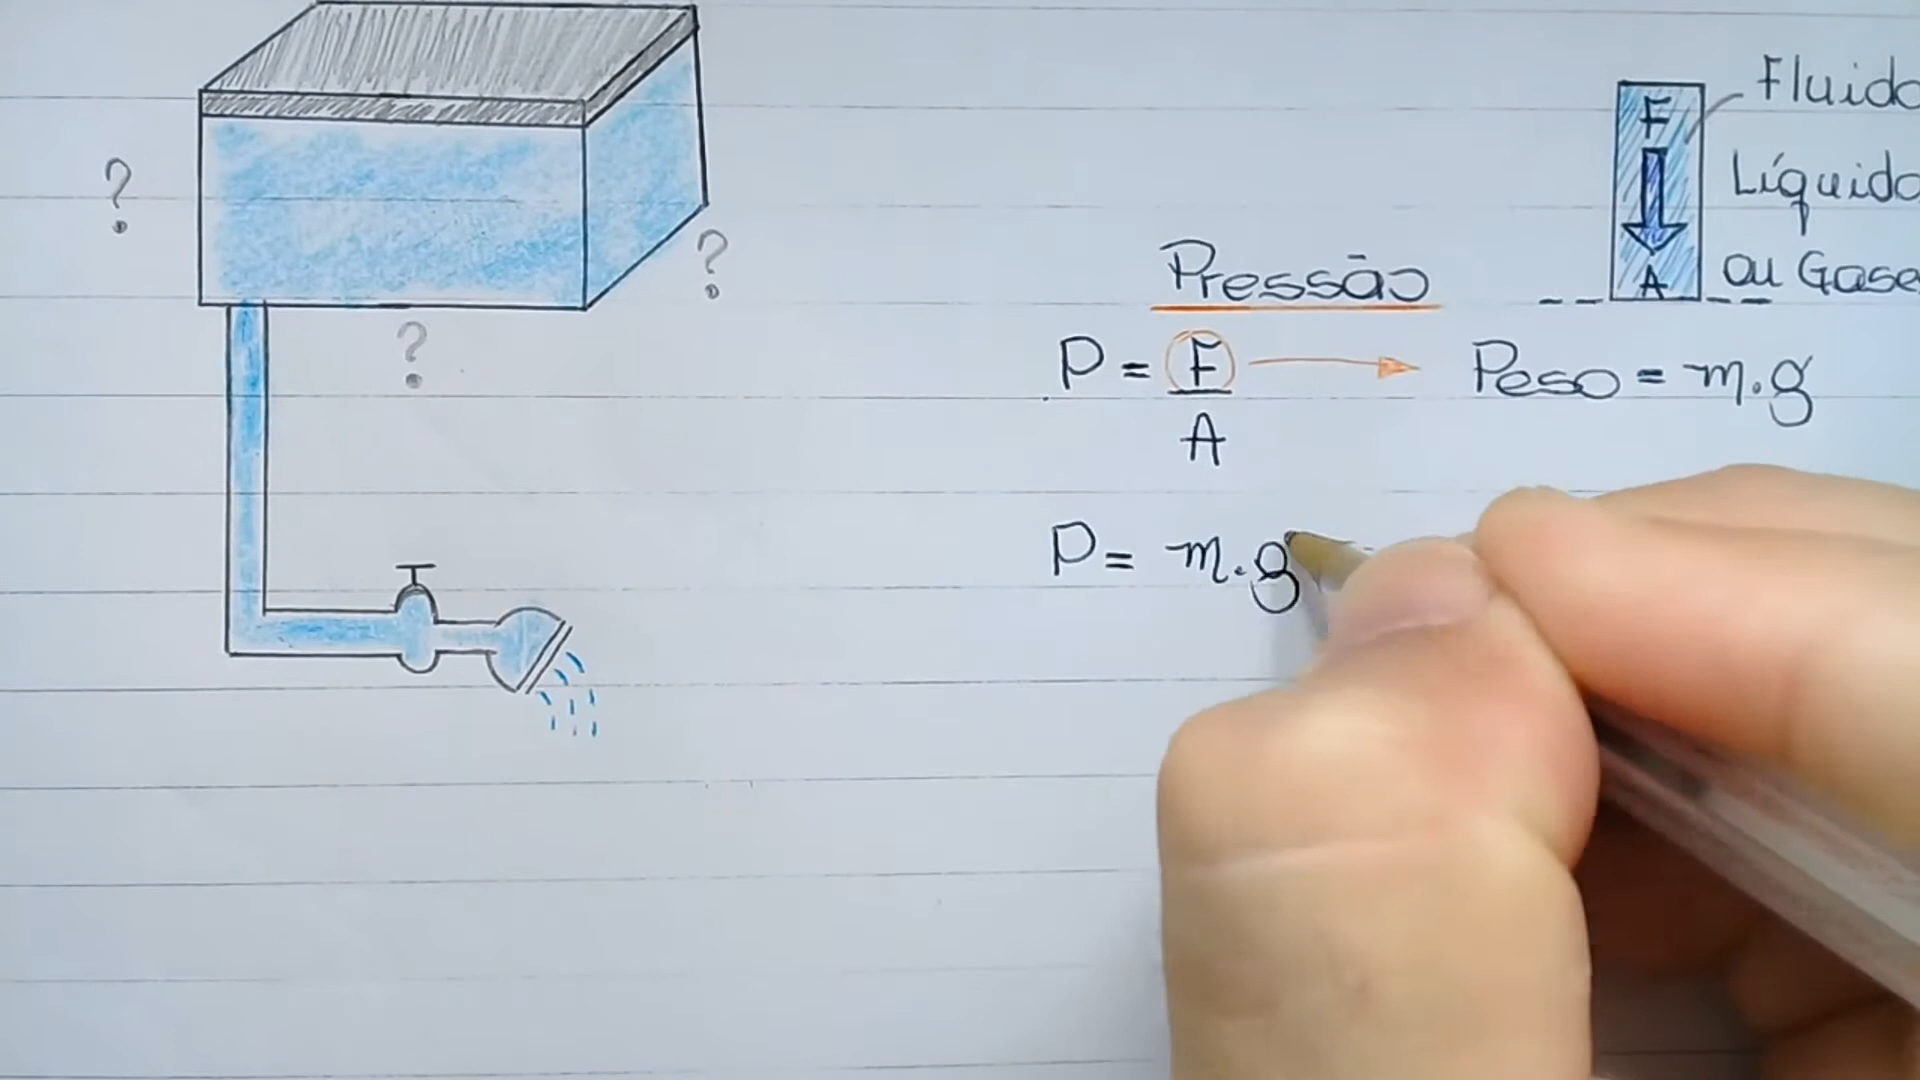 ?
?
?
Pressão
P = F
A
Peso = m.g
P = m.g
F
A
Fluido
Líquido
ou Gase